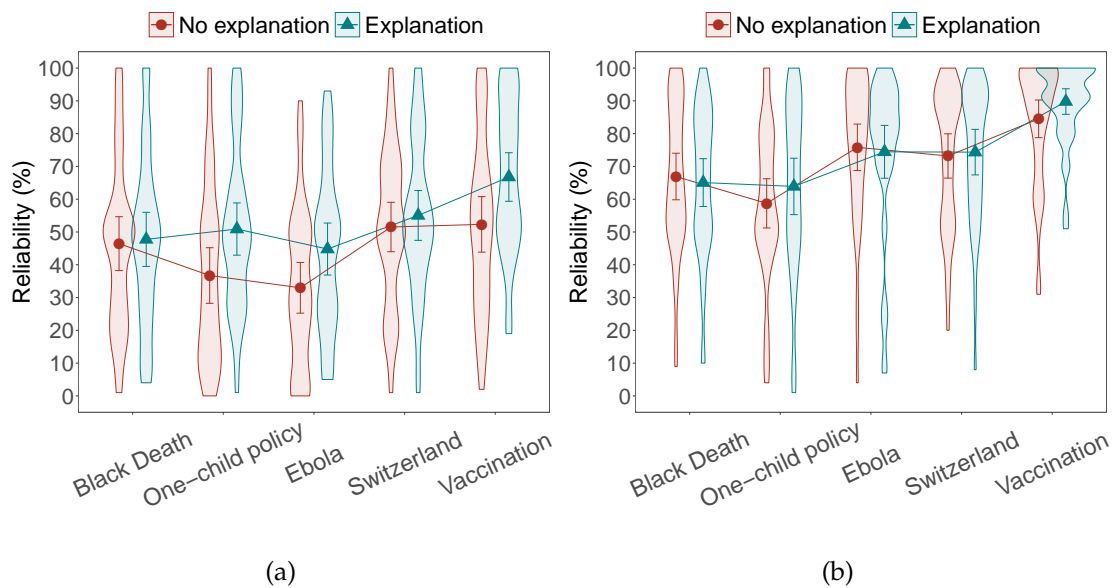 No explanation Explanation
Reliability (%)
100
90
80
70
60
50
40
30
20
10
0
Black Death
One−child policy
Ebola
Switzerland
Vaccination
(a)
No explanation Explanation
Reliability (%)
100
90
80
70
60
50
40
30
20
10
0
Black Death
One−child policy
Ebola
Switzerland
Vaccination
(b)